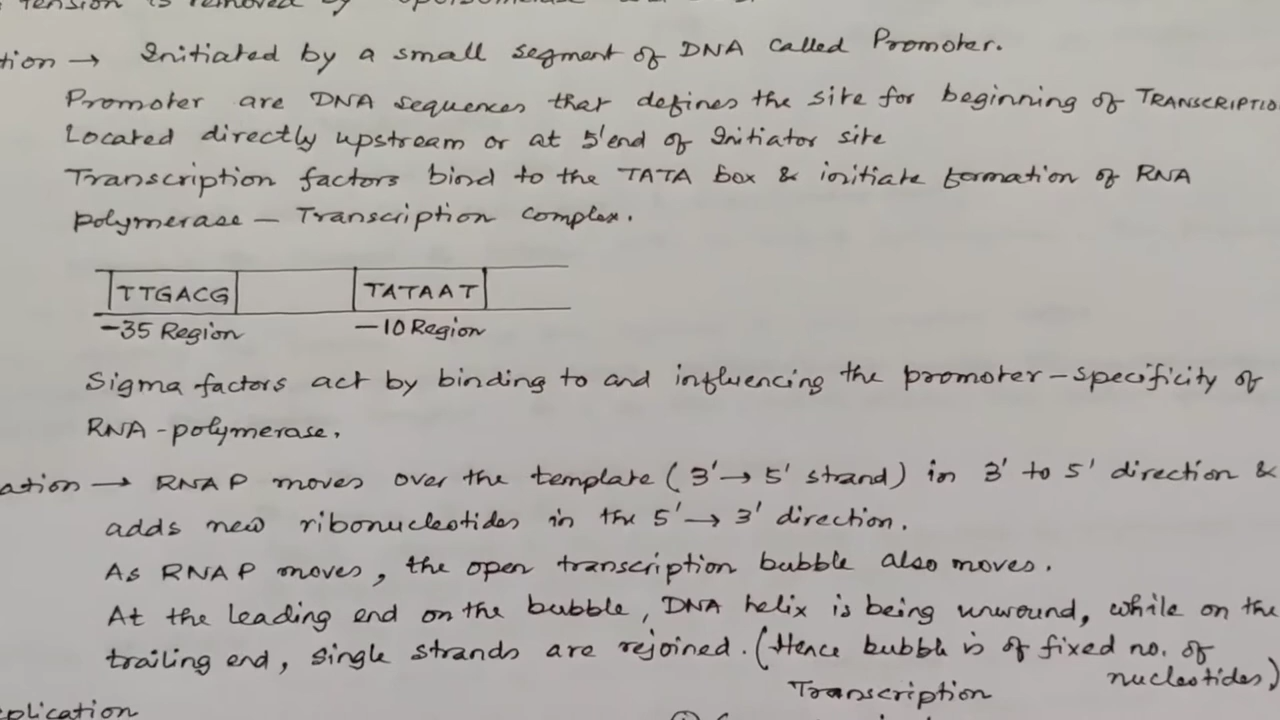 tension is removed by
tion → Initiated by a small segment of DNA called Promoter.
Promoter are DNA sequences that defines the site for beginning of TRANSCRIPTIO
Located directly upstream or at 5' end of Initiator site
Transcription factors bind to the TATA box & initiate formation of RNA
polymerase – Transcription complex.
TTGACG TATAAT
-35 Region -10 Region
Sigma factors act by binding to and influencing the promoter-specificity of
RNA-polymerase.
ation → RNAP moves over the template (3' → 5' strand) in 3' to 5' direction &
adds new ribonucleotides in the 5' → 3' direction.
As RNAP moves, the open transcription bubble also moves.
At the leading end on the bubble, DNA helix is being unwound, while on the
trailing end, single strands are rejoined. (Hence bubble is of fixed no. of
nucleotides)
Transcription
plication